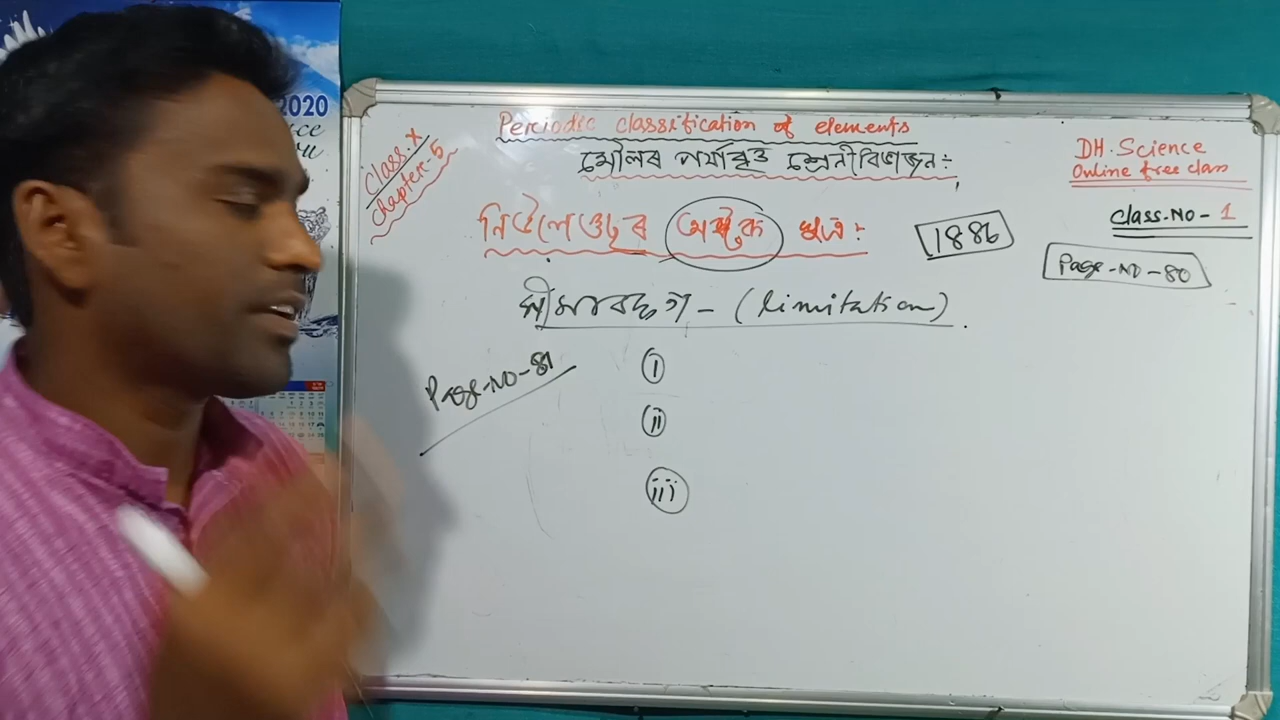 2020
Periodic classification of elements
মৌলৰ পৰ্যাবৃত্ত শ্ৰেণীবিভাজন:-
Class-X
chapter-5
DH.Science
Online free class
Class.No-1
নিউলেণ্ডৰ অষ্টক সূত্ৰ:
1886
Page-NO-80
সীমাবদ্ধতা - (limitation)
Page-NO-81
i
ii
iii